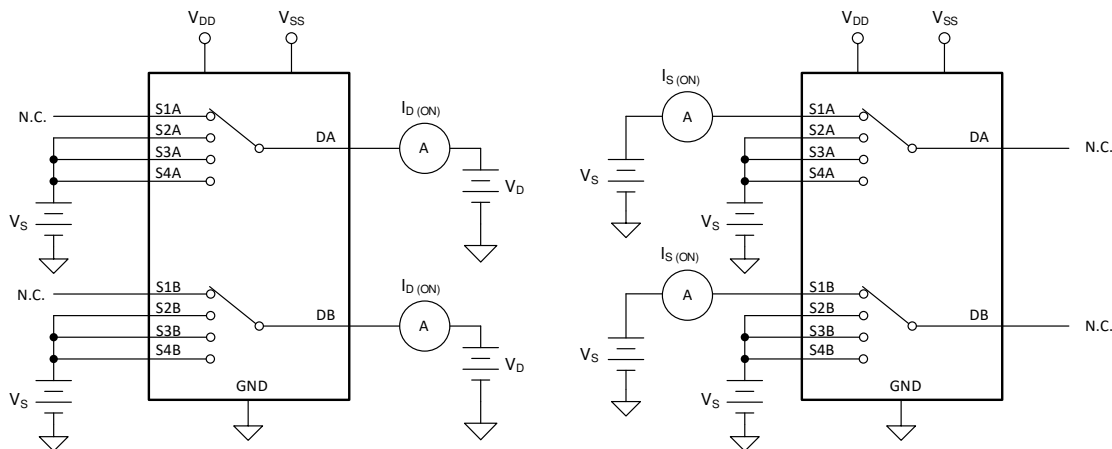 VDD VSS VDD VSS
ID (ON) IS (ON)
N.C. S1A S1A
S2A DA S2A DA
A A N.C.
S3A S3A
S4A S4A
VS VD VS VS
ID (ON) IS (ON)
N.C. S1B S1B
S2B DB S2B DB
A A N.C.
S3B S3B
S4B S4B
VS GND VD VS VS GND